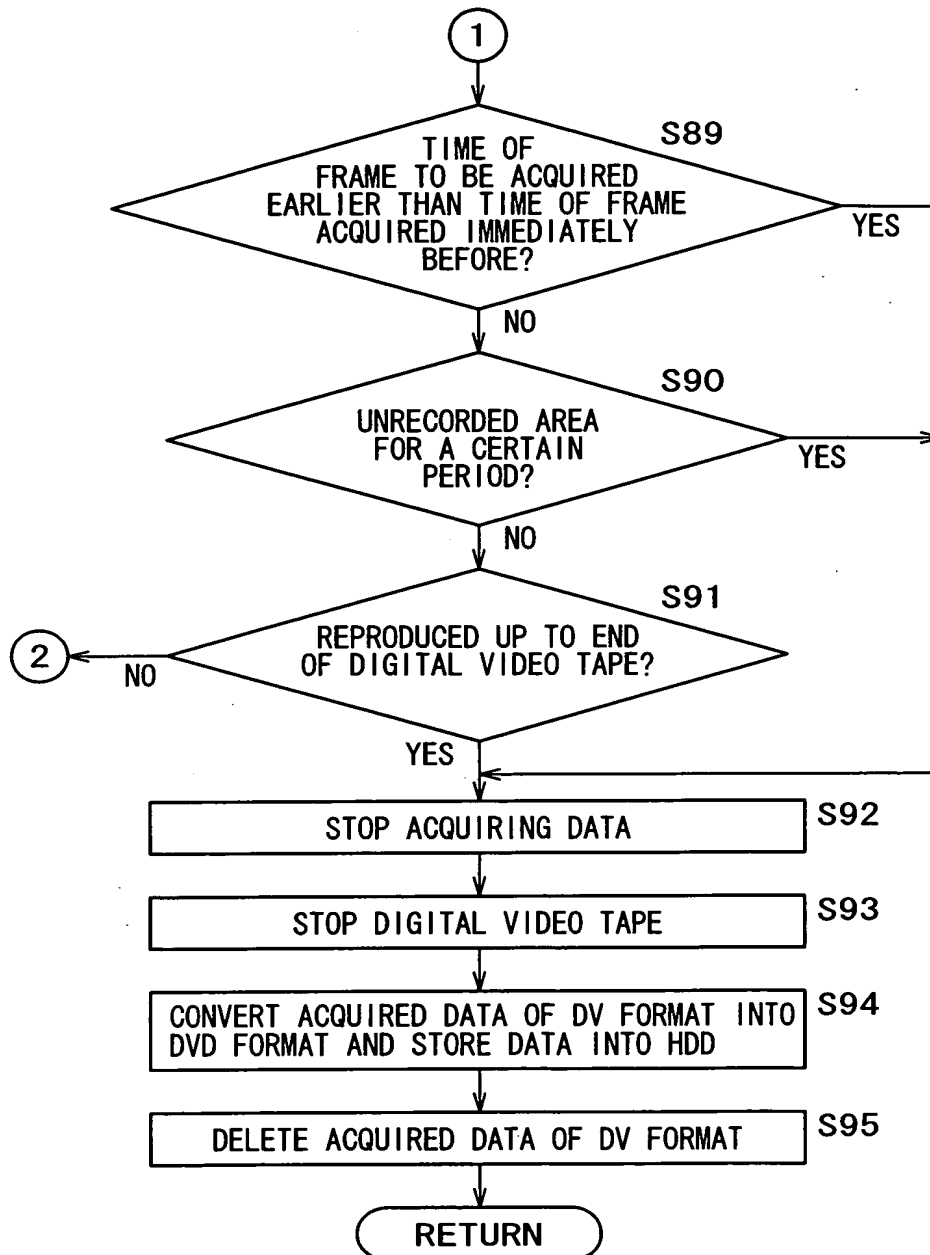 1
S89
TIME OF
FRAME TO BE ACQUIRED
EARLIER THAN TIME OF FRAME
ACQUIRED IMMEDIATELY
BEFORE?
YES
NO
S90
UNRECORDED AREA
FOR A CERTAIN
PERIOD?
YES
NO
S91
REPRODUCED UP TO END
OF DIGITAL VIDEO TAPE?
2
NO
YES
STOP ACQUIRING DATA
S92
STOP DIGITAL VIDEO TAPE
S93
CONVERT ACQUIRED DATA OF DV FORMAT INTO
DVD FORMAT AND STORE DATA INTO HDD
S94
DELETE ACQUIRED DATA OF DV FORMAT
S95
RETURN